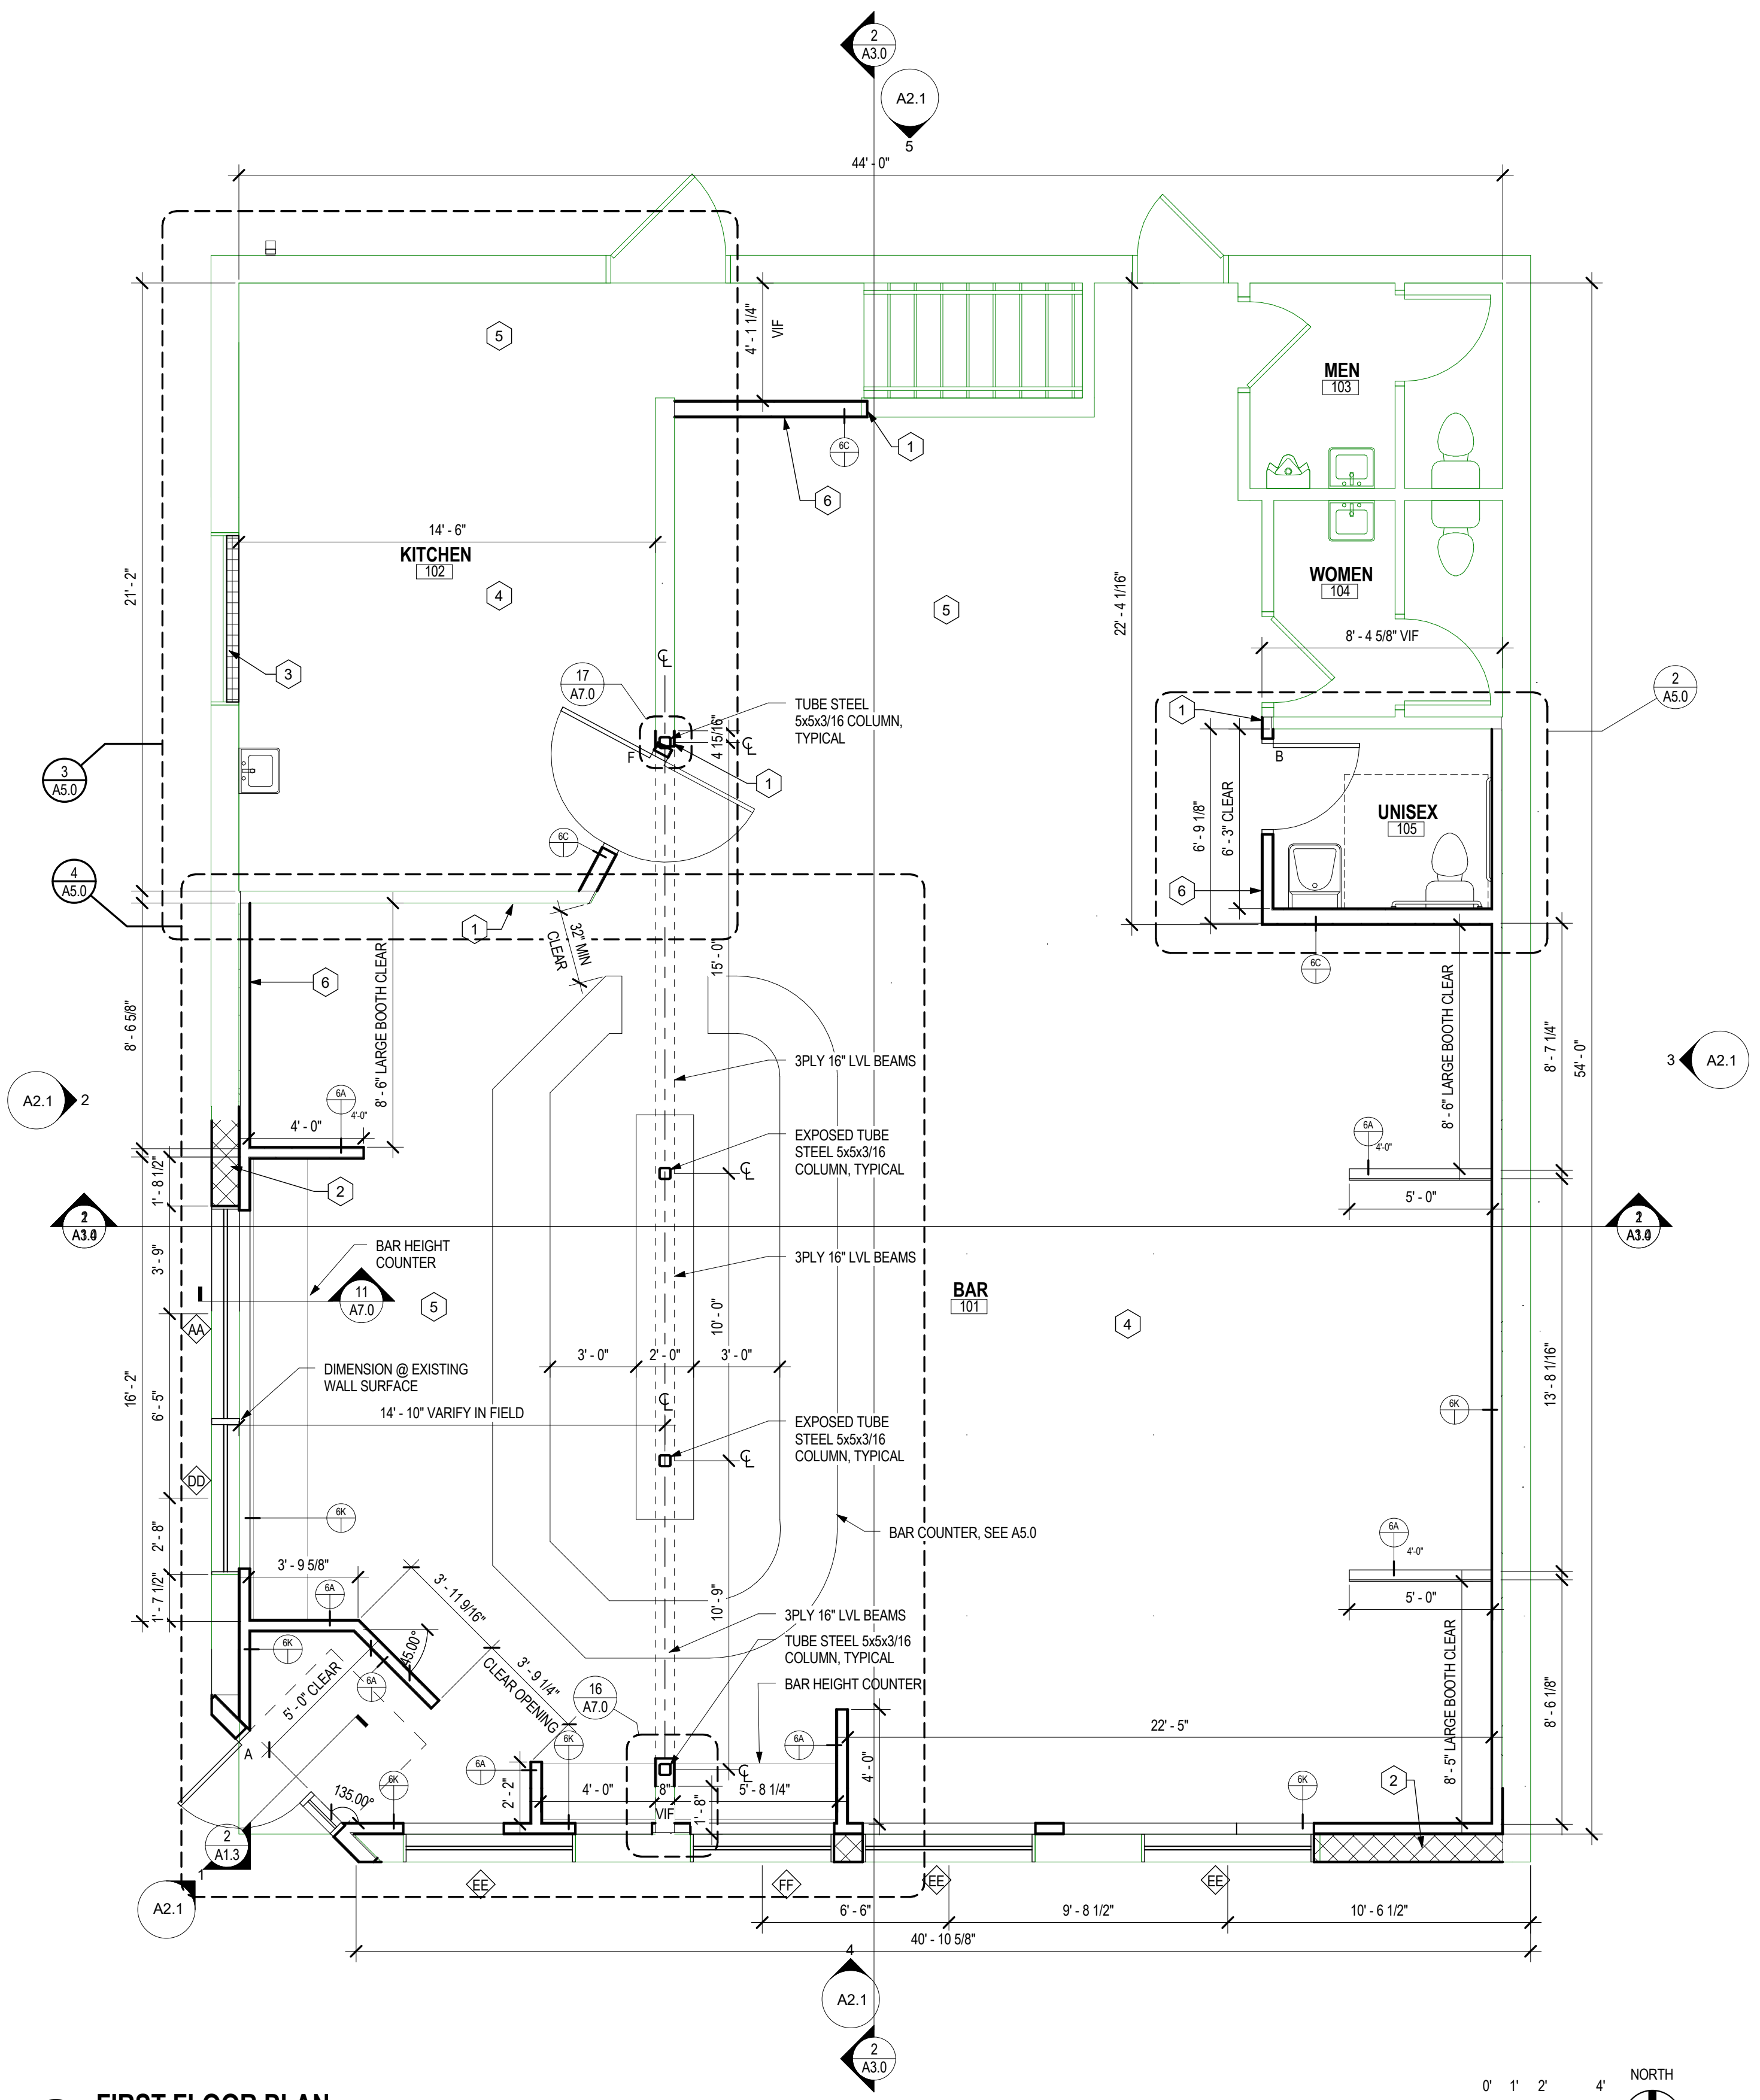 2
A3.0
A2.1
5
44' - 0"
5
4' - 1 1/4"
VIF
MEN
103
1
6C
6
14' - 6"
KITCHEN
102
21' - 2"
4
5
22' - 4 1/16"
WOMEN
104
8' - 4 5/8" VIF
3
17
A7.0
2
A5.0
TUBE STEEL
5x5x3/16 COLUMN,
TYPICAL
4 15/16"
1
F
1
B
3
A5.0
6' - 9 1/8"
6' - 3" CLEAR
UNISEX
105
6C
4
A5.0
6
1
32" MIN
CLEAR
15' - 0"
6C
6
8' - 6 5/8"
8' - 6" LARGE BOOTH CLEAR
8' - 6" LARGE BOOTH CLEAR
8' - 7 1/4"
54' - 0"
3PLY 16" LVL BEAMS
3
A2.1
A2.1
2
6A
4'-0"
4' - 0"
EXPOSED TUBE
STEEL 5x5x3/16
COLUMN, TYPICAL
6A
4'-0"
1' - 8 1/2"
2
5' - 0"
BAR HEIGHT
COUNTER
3' - 9"
3PLY 16" LVL BEAMS
11
A7.0
5
BAR
101
4
AA
10' - 0"
3' - 0"
2' - 0"
3' - 0"
DIMENSION @ EXISTING
WALL SURFACE
16' - 2"
6' - 5"
13' - 8 1/16"
14' - 10" VARIFY IN FIELD
6K
EXPOSED TUBE
STEEL 5x5x3/16
COLUMN, TYPICAL
DD
6K
BAR COUNTER, SEE A5.0
6A
4'-0"
2' - 8"
3' - 9 5/8"
6A
3' - 11 9/16"
10' - 9"
5' - 0"
1' - 7 1/2"
3PLY 16" LVL BEAMS
TUBE STEEL 5x5x3/16
COLUMN, TYPICAL
6K
45.00°
5' - 0" CLEAR
6A
3' - 9 1/4"
CLEAR OPENING
BAR HEIGHT COUNTER
16
A7.0
8' - 5" LARGE BOOTH CLEAR
8' - 6 1/8"
22' - 5"
A
6K
6A
6A
4' - 0"
135.00°
6K
2' - 2"
4' - 0"
8"
VIF
5' - 8 1/4"
1' - 8"
6K
2
2
A1.3
1
A2.1
EE
FF
EE
EE
6' - 6"
9' - 8 1/2"
10' - 6 1/2"
40' - 10 5/8"
4
A2.1
2
A3.0
NORTH
0' 1' 2' 4'
FIRST FLOOR PLAN